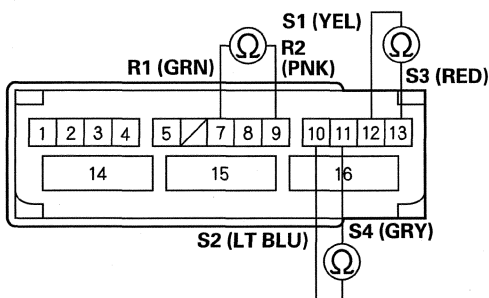 S1 (YEL)
Ω
R2
(PNK)
Ω
R1 (GRN)
S3 (RED)
1 2 3 4 5 7 8 9 10 11 12 13
14 15 16
S2 (LT BLU)
S4 (GRY)
Ω